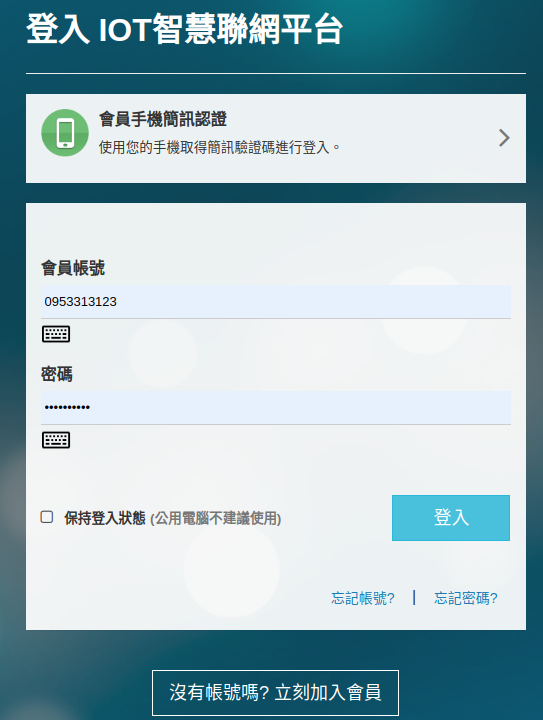 登入 IOT智慧聯網平台
會員手機簡訊認證
使用您的手機取得簡訊驗證碼進行登入。
會員帳號
0953313123
密碼
••••••••••
保持登入狀態 (公用電腦不建議使用)
登入
忘記帳號? | 忘記密碼?
沒有帳號嗎? 立刻加入會員